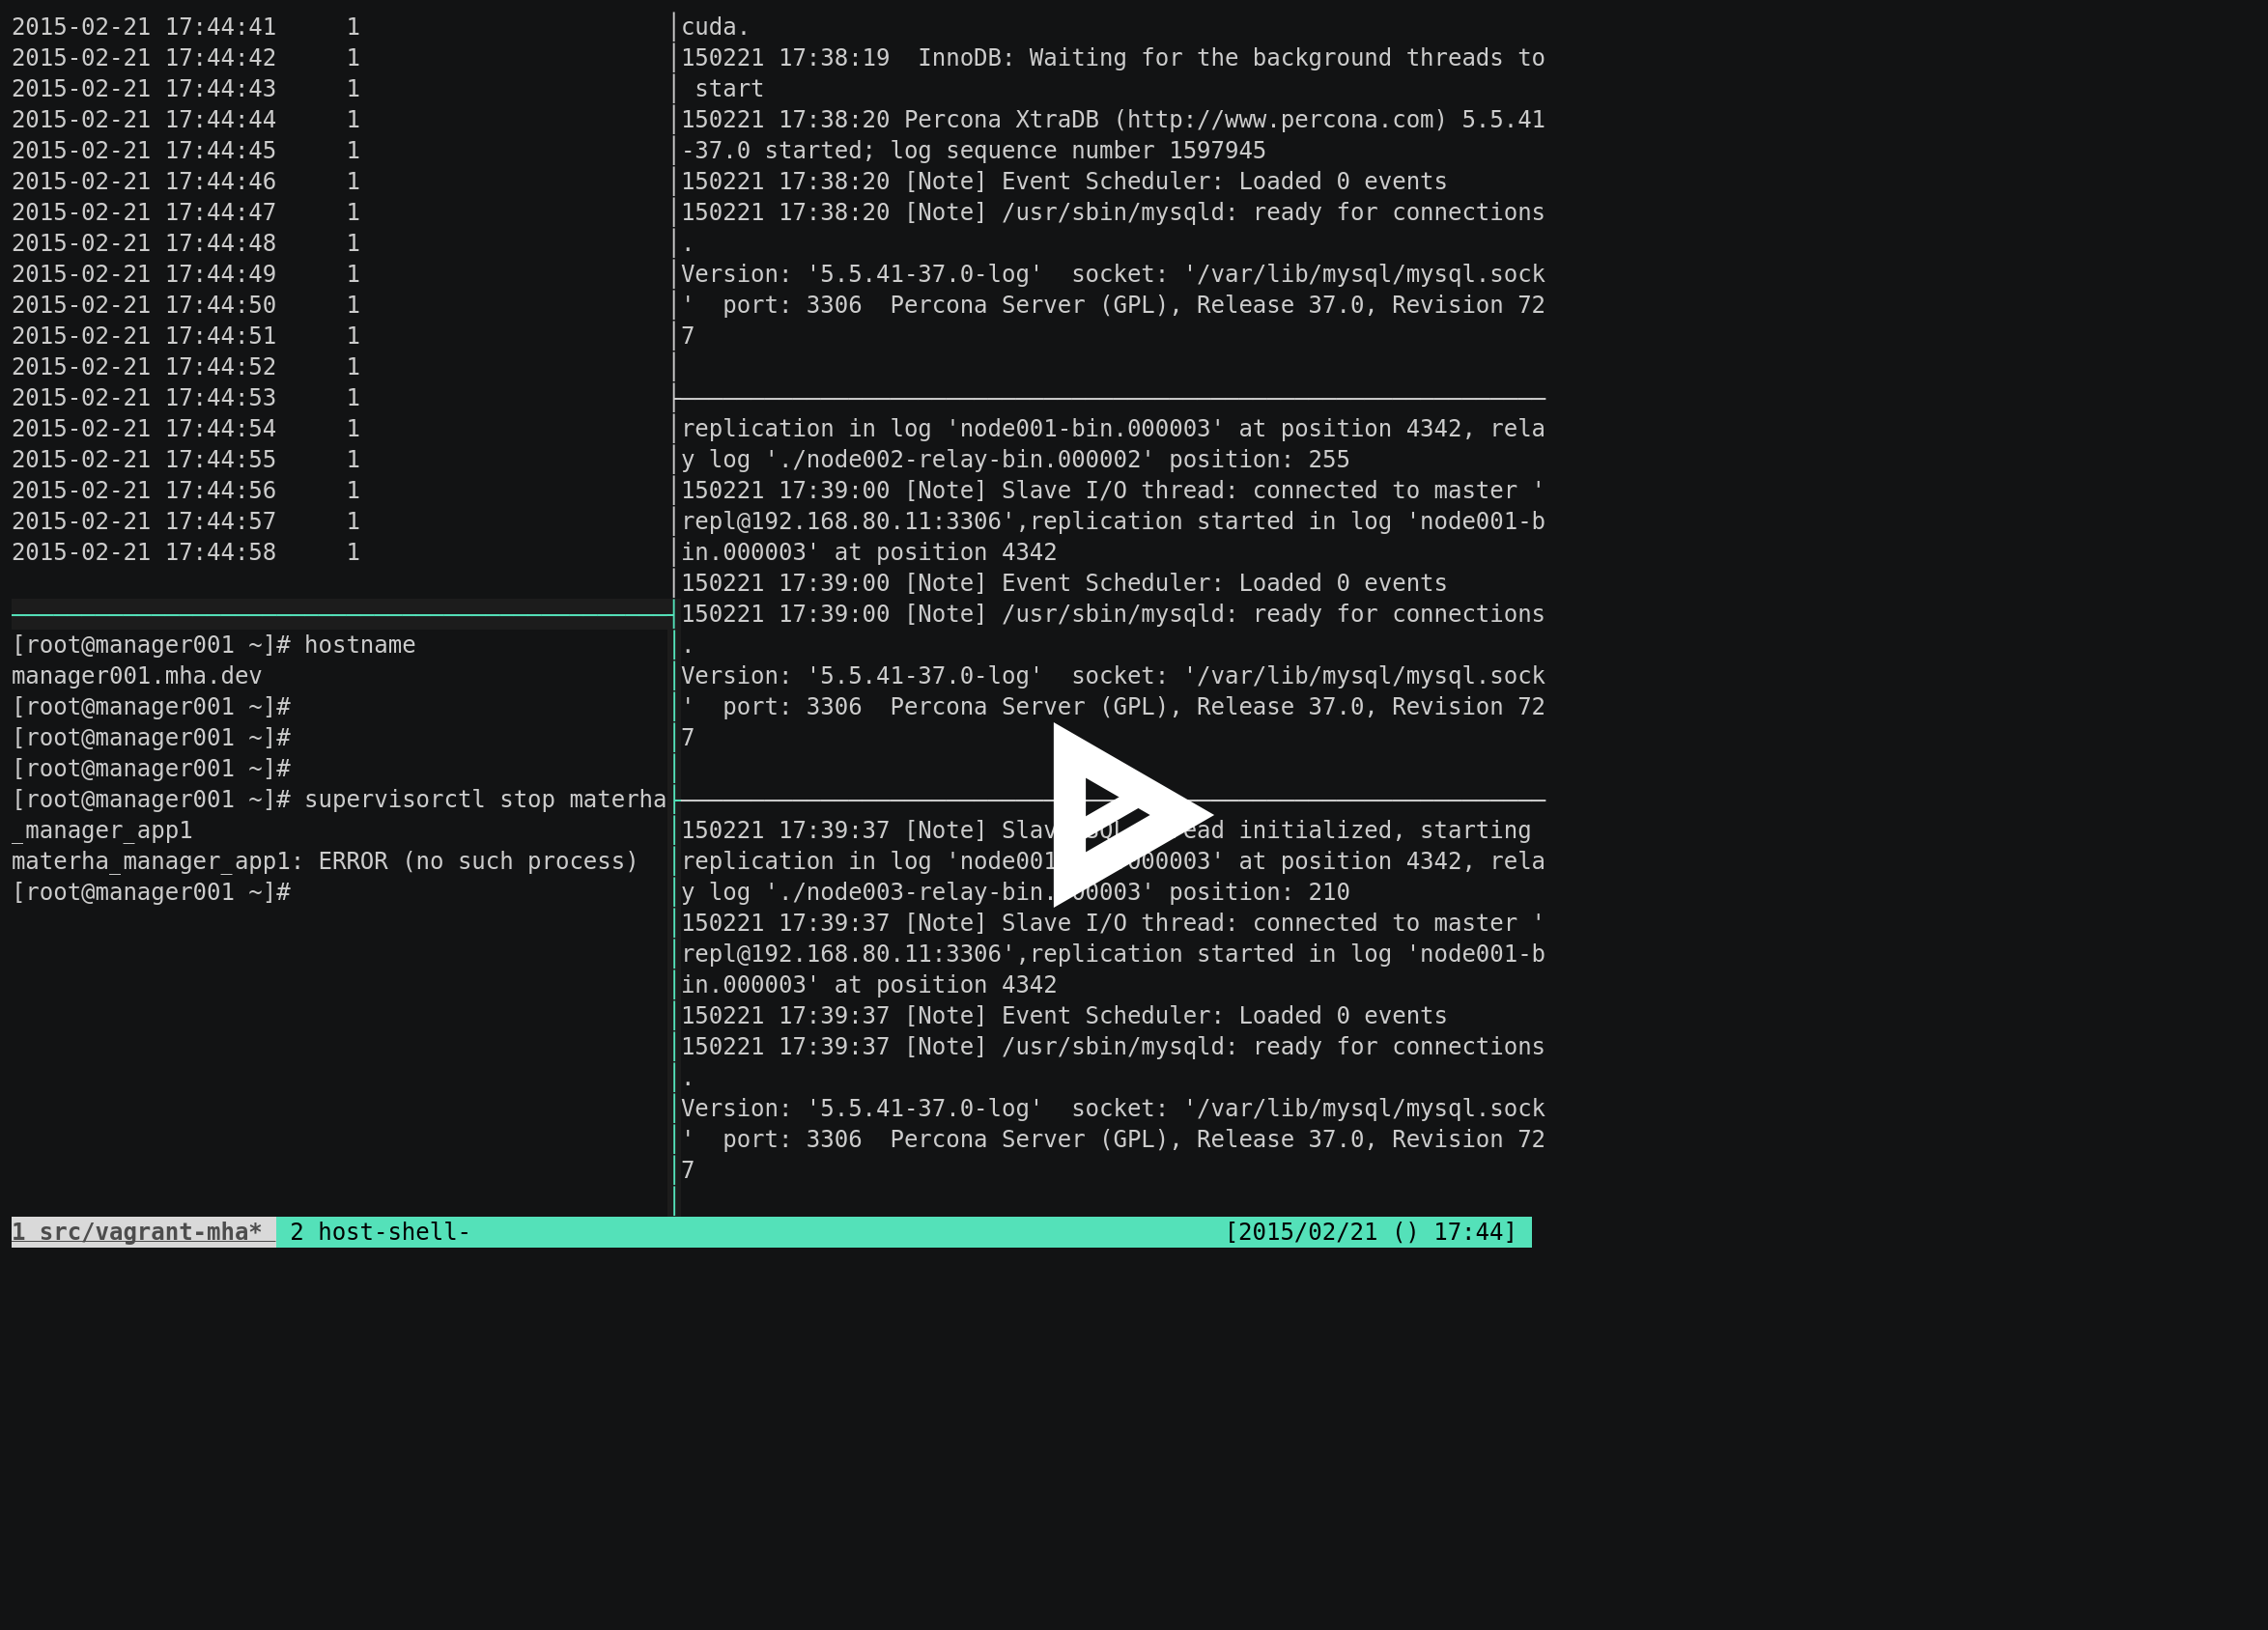 2015-02-21 17:44:41     1
2015-02-21 17:44:42     1
2015-02-21 17:44:43     1
2015-02-21 17:44:44     1
2015-02-21 17:44:45     1
2015-02-21 17:44:46     1
2015-02-21 17:44:47     1
2015-02-21 17:44:48     1
2015-02-21 17:44:49     1
2015-02-21 17:44:50     1
2015-02-21 17:44:51     1
2015-02-21 17:44:52     1
2015-02-21 17:44:53     1
2015-02-21 17:44:54     1
2015-02-21 17:44:55     1
2015-02-21 17:44:56     1
2015-02-21 17:44:57     1
2015-02-21 17:44:58     1
[root@manager001 ~]# hostname
manager001.mha.dev
[root@manager001 ~]#
[root@manager001 ~]#
[root@manager001 ~]#
[root@manager001 ~]# supervisorctl stop materha
_manager_app1
materha_manager_app1: ERROR (no such process)
[root@manager001 ~]#
cuda.
150221 17:38:19  InnoDB: Waiting for the background threads to
 start
150221 17:38:20 Percona XtraDB (http://www.percona.com) 5.5.41
-37.0 started; log sequence number 1597945
150221 17:38:20 [Note] Event Scheduler: Loaded 0 events
150221 17:38:20 [Note] /usr/sbin/mysqld: ready for connections
.
Version: '5.5.41-37.0-log'  socket: '/var/lib/mysql/mysql.sock
'  port: 3306  Percona Server (GPL), Release 37.0, Revision 72
7
replication in log 'node001-bin.000003' at position 4342, rela
y log './node002-relay-bin.000002' position: 255
150221 17:39:00 [Note] Slave I/O thread: connected to master '
repl@192.168.80.11:3306',replication started in log 'node001-b
in.000003' at position 4342
150221 17:39:00 [Note] Event Scheduler: Loaded 0 events
150221 17:39:00 [Note] /usr/sbin/mysqld: ready for connections
.
Version: '5.5.41-37.0-log'  socket: '/var/lib/mysql/mysql.sock
'  port: 3306  Percona Server (GPL), Release 37.0, Revision 72
7
150221 17:39:37 [Note] Slave SQL thread initialized, starting
replication in log 'node001-bin.000003' at position 4342, rela
y log './node003-relay-bin.000003' position: 210
150221 17:39:37 [Note] Slave I/O thread: connected to master '
repl@192.168.80.11:3306',replication started in log 'node001-b
in.000003' at position 4342
150221 17:39:37 [Note] Event Scheduler: Loaded 0 events
150221 17:39:37 [Note] /usr/sbin/mysqld: ready for connections
.
Version: '5.5.41-37.0-log'  socket: '/var/lib/mysql/mysql.sock
'  port: 3306  Percona Server (GPL), Release 37.0, Revision 72
7
1 src/vagrant-mha*  2 host-shell-  [2015/02/21 () 17:44]